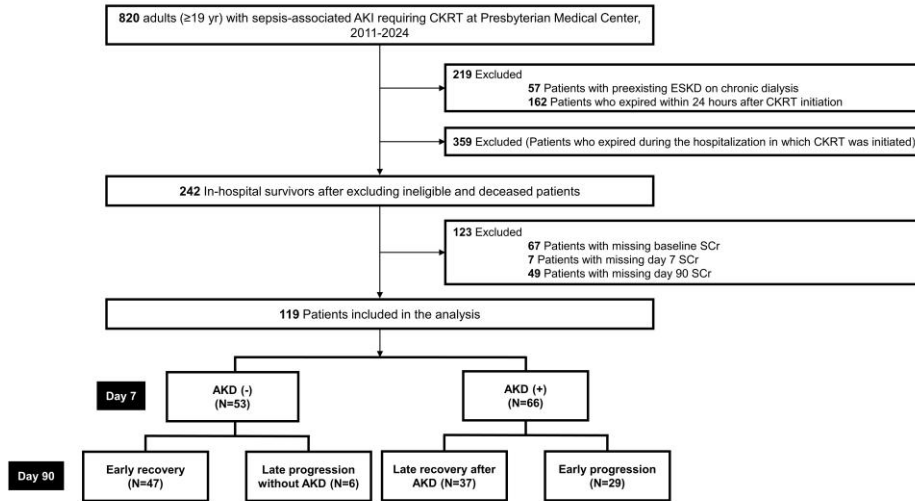 820 adults (≥19 yr) with sepsis-associated AKI requiring CKRT at Presbyterian Medical Center,
2011-2024
219 Excluded
57 Patients with preexisting ESKD on chronic dialysis
162 Patients who expired within 24 hours after CKRT initiation
359 Excluded (Patients who expired during the hospitalization in which CKRT was initiated)
242 In-hospital survivors after excluding ineligible and deceased patients
123 Excluded
67 Patients with missing baseline SCr
7 Patients with missing day 7 SCr
49 Patients with missing day 90 SCr
119 Patients included in the analysis
Day 7
AKD (-)
(N=53)
AKD (+)
(N=66)
Day 90
Early recovery
(N=47)
Late progression
without AKD (N=6)
Late recovery after
AKD (N=37)
Early progression
(N=29)